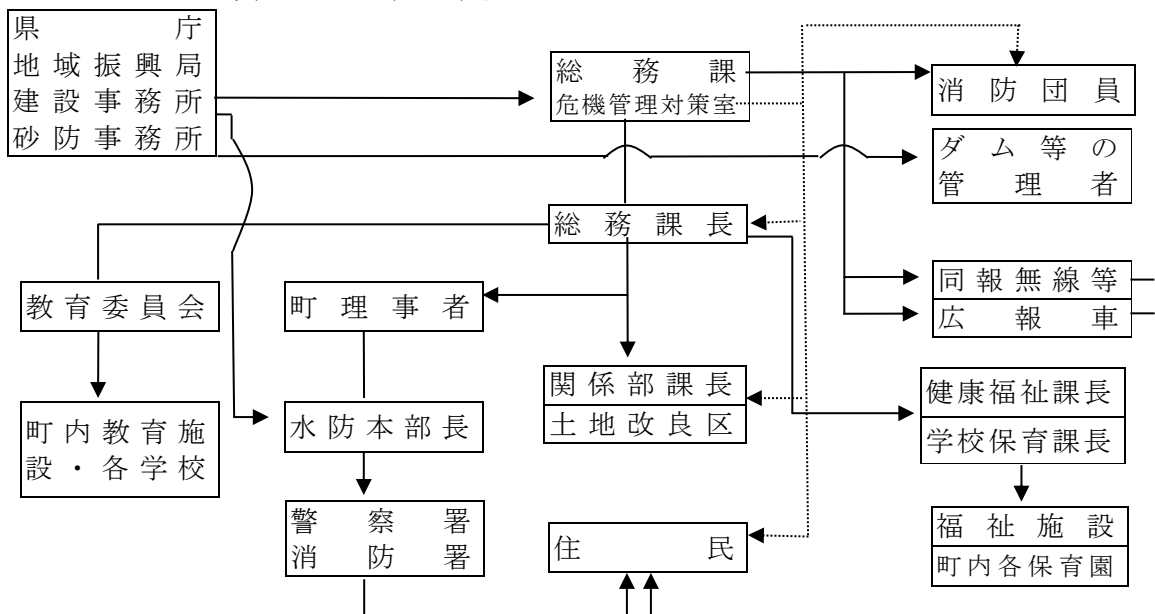 県庁
地域振興局
建設事務所
砂防事務所
総務課
危機管理対策室
消防団員
ダム等の
管理者
総務課長
教育委員会
町理事者
同報無線等
広報車
関係部課長
土地改良区
健康福祉課長
学校保育課長
町内教育施
設・各学校
水防本部長
警察署
消防署
住民
福祉施設
町内各保育園